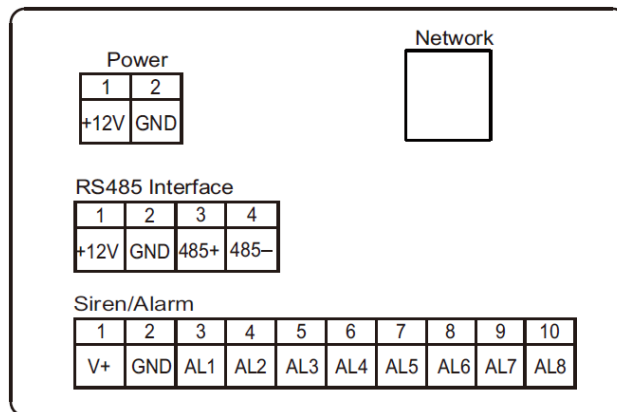 Network
Power
1 2
+12V GND
RS485 Interface
1 2 3 4
+12V GND 485+ 485–
Siren/Alarm
1 2 3 4 5 6 7 8 9 10
V+ GND AL1 AL2 AL3 AL4 AL5 AL6 AL7 AL8